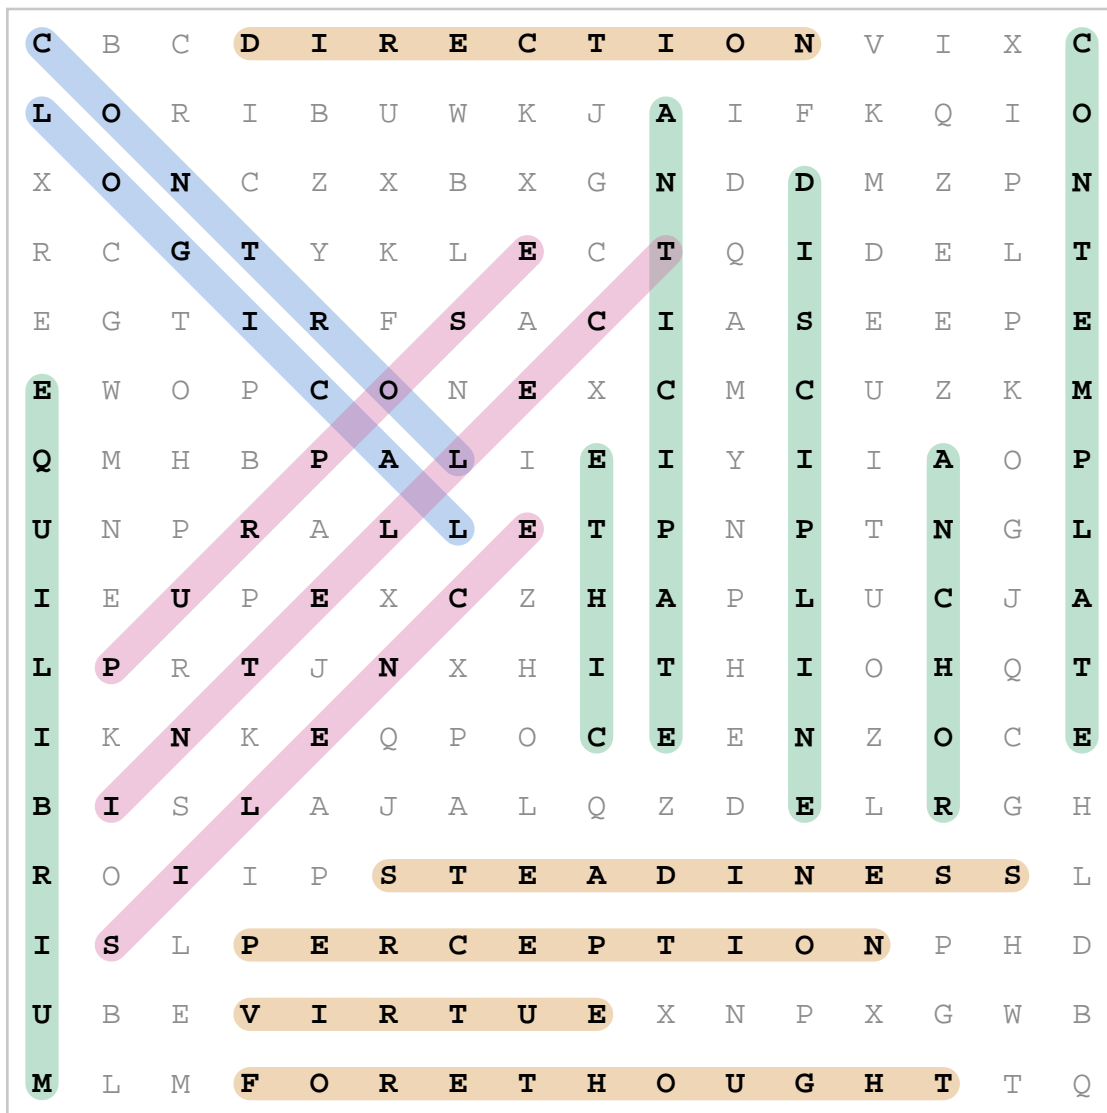 C B C D I R E C T I O N V I X C
L O R I B U W K J A I F K Q I O
X O N C Z X B X G N D D M Z P N
R C G T Y K L E C T Q I D E L T
E G T I R F S A C I A S E E P E
E W O P C O N E X C M C U Z K M
Q M H B P A L I E I Y I I A O P
U N P R A L L E T P N P T N G L
I E U P E X C Z H A P L U C J A
L P R T J N X H I T H I O H Q T
I K N K E Q P O C E E N Z O C E
B I S L A J A L Q Z D E L R G H
R O I I P S T E A D I N E S S L
I S L P E R C E P T I O N P H D
U B E V I R T U E X N P X G W B
M L M F O R E T H O U G H T T Q